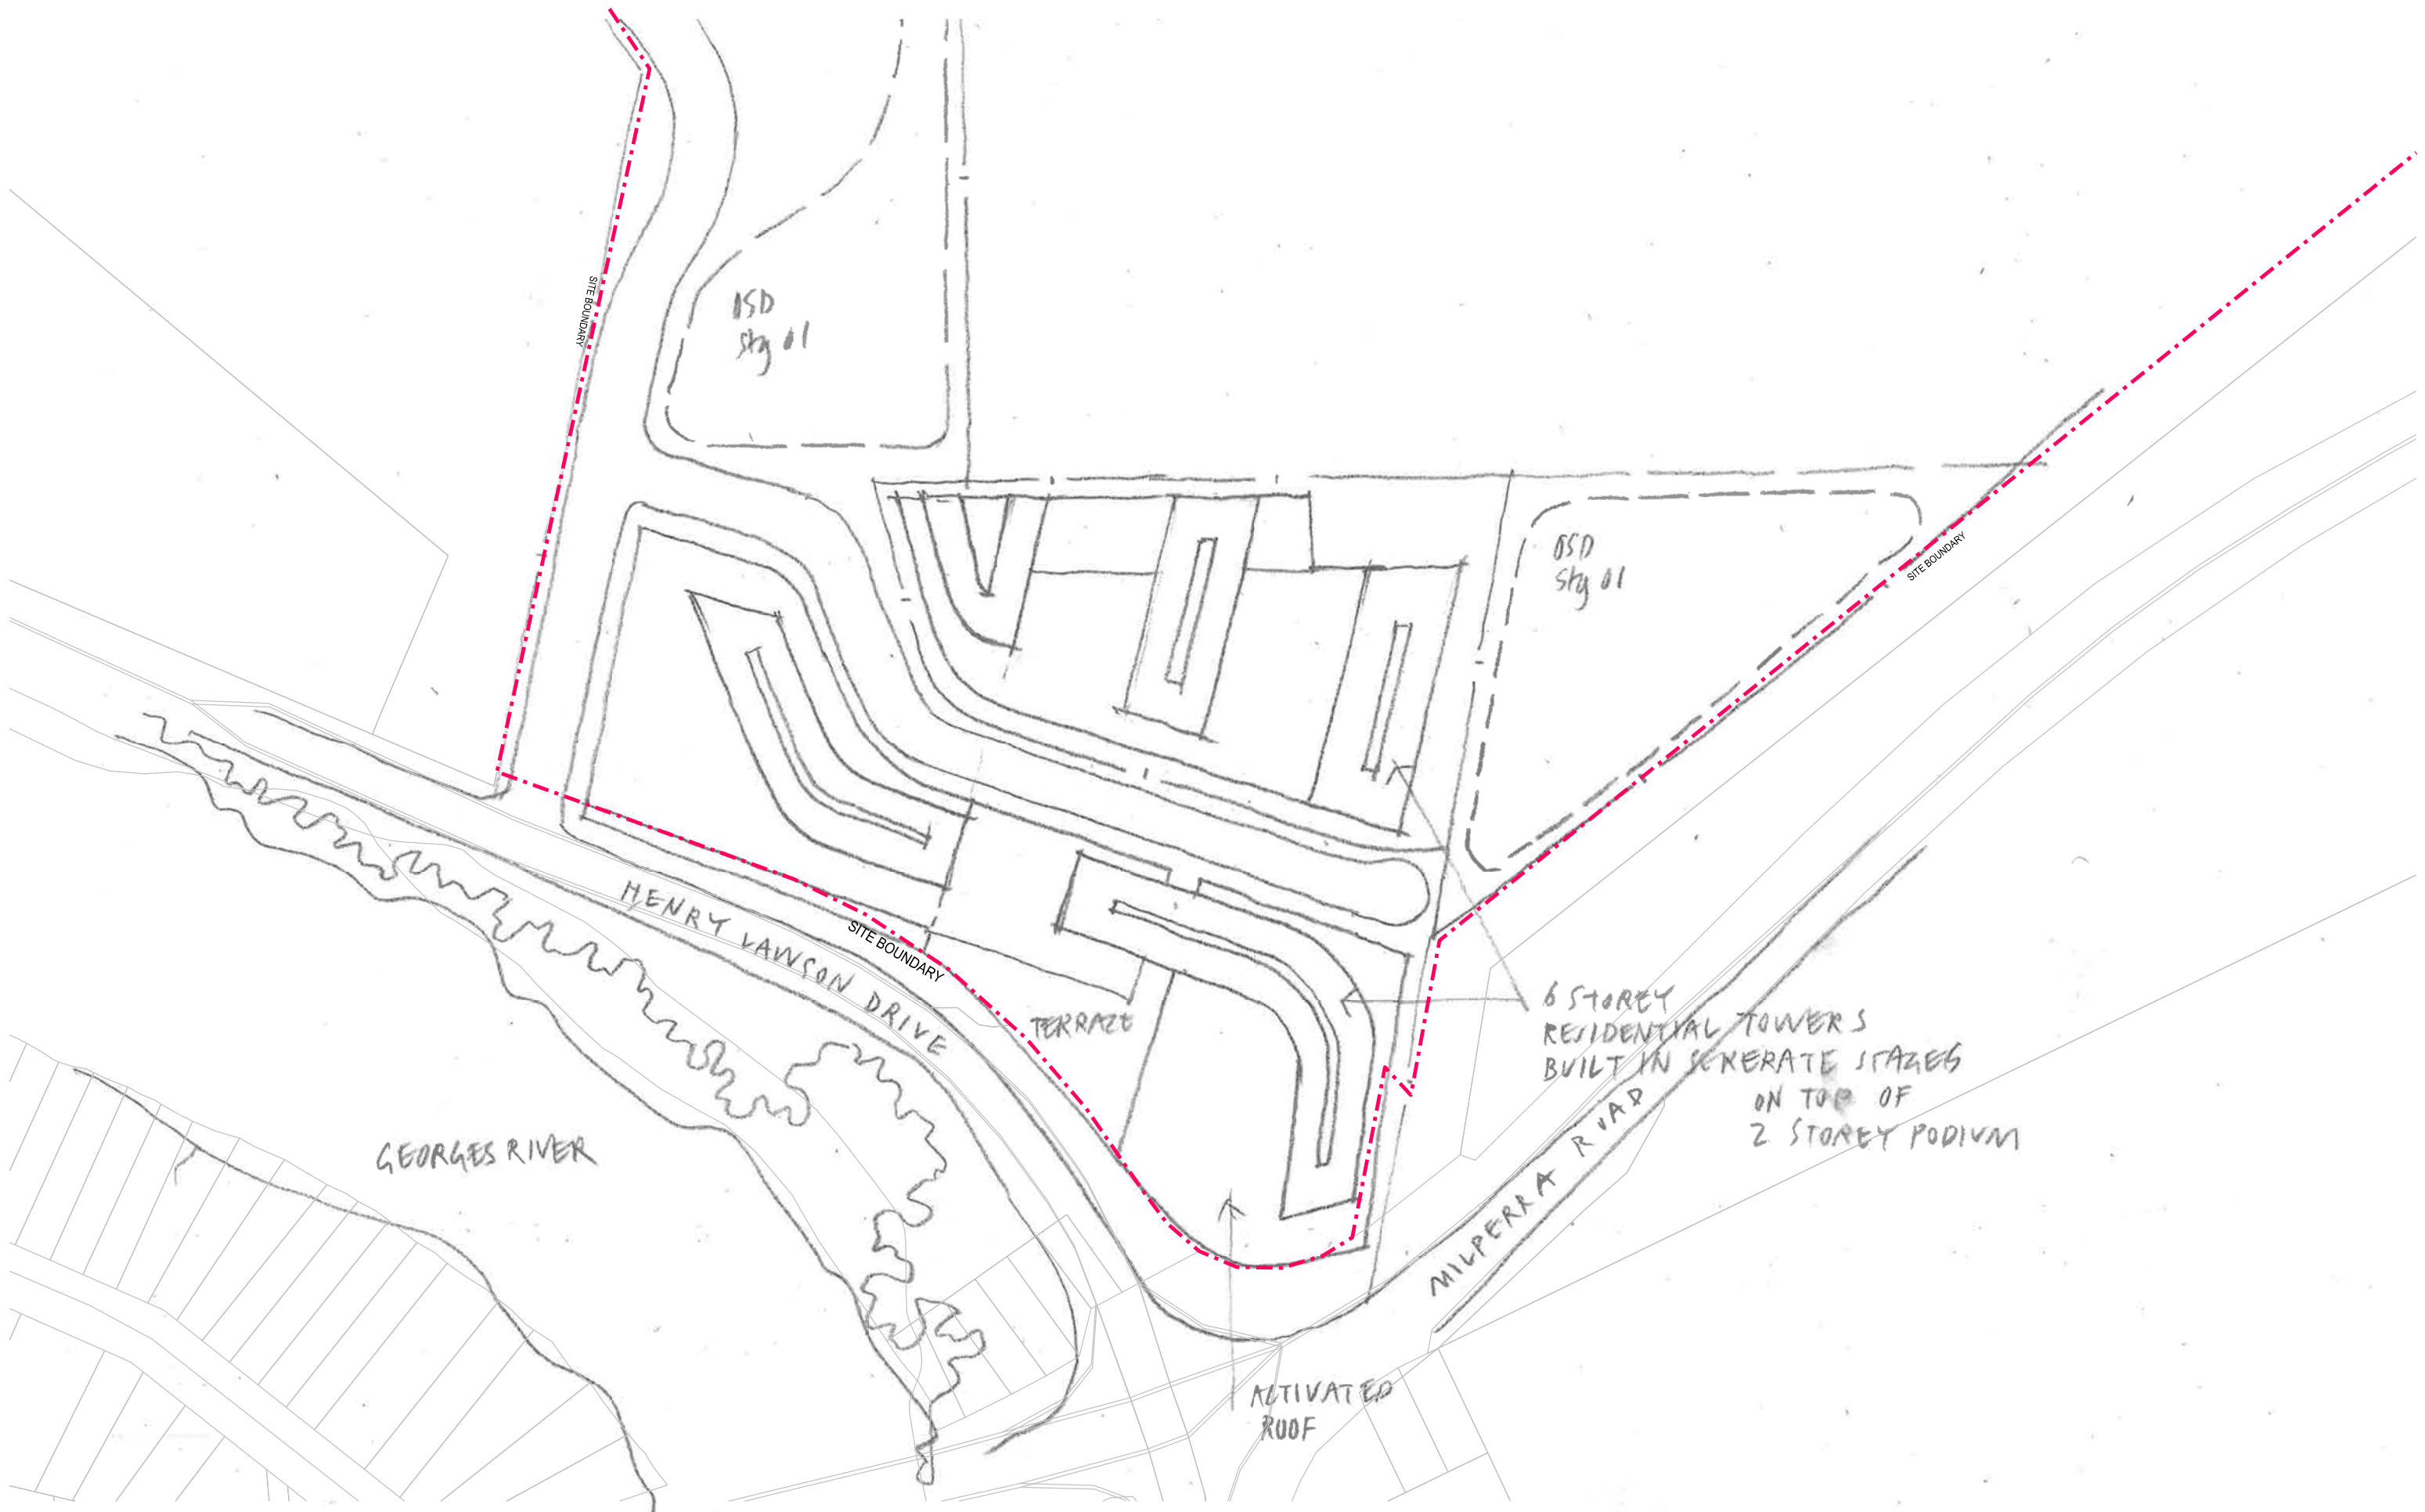 SITE BOUNDARY
OSD
Stg 01
OSD
Stg 01
SITE BOUNDARY
HENRY LAWSON DRIVE
SITE BOUNDARY
TERRACE
6 STOREY
RESIDENTIAL TOWERS
BUILT IN STAGES
ON TOP OF
2 STOREY PODIUM
MILPERRA ROAD
GEORGES RIVER
ACTIVATED
ROOF